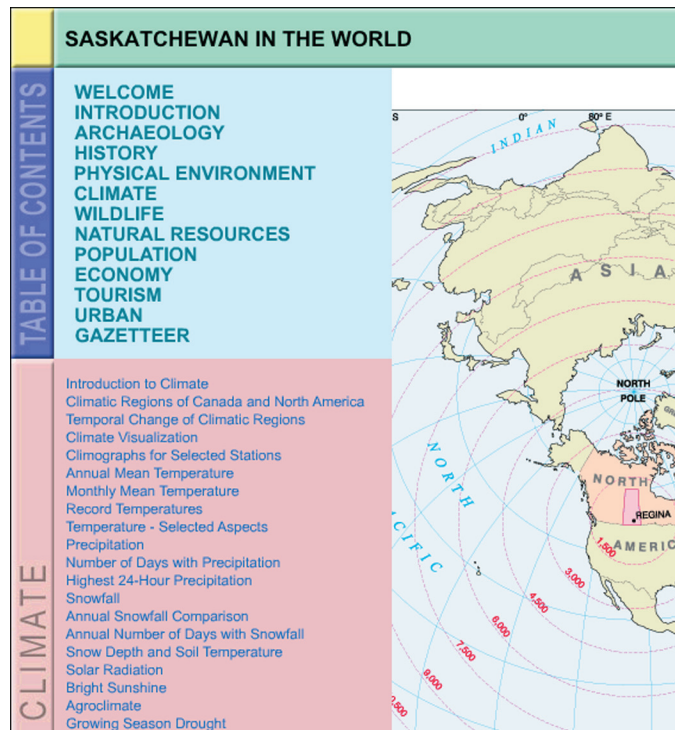 SASKATCHEWAN IN THE WORLD
TABLE OF CONTENTS
WELCOME
INTRODUCTION
ARCHAEOLOGY
HISTORY
PHYSICAL ENVIRONMENT
CLIMATE
WILDLIFE
NATURAL RESOURCES
POPULATION
ECONOMY
TOURISM
URBAN
GAZETTEER
CLIMATE
Introduction to Climate
Climatic Regions of Canada and North America
Temporal Change of Climatic Regions
Climate Visualization
Climographs for Selected Stations
Annual Mean Temperature
Monthly Mean Temperature
Record Temperatures
Temperature - Selected Aspects
Precipitation
Number of Days with Precipitation
Highest 24-Hour Precipitation
Snowfall
Annual Snowfall Comparison
Annual Number of Days with Snowfall
Snow Depth and Soil Temperature
Solar Radiation
Bright Sunshine
Agroclimate
Growing Season Drought
S
0°
80° E
INDIAN
ASIA
NORTH
POLE
NORTH
ACIFIC
NORTH
REGINA
AMERIC
1,500
3,000
4,500
6,000
7,500
9,000
0,500